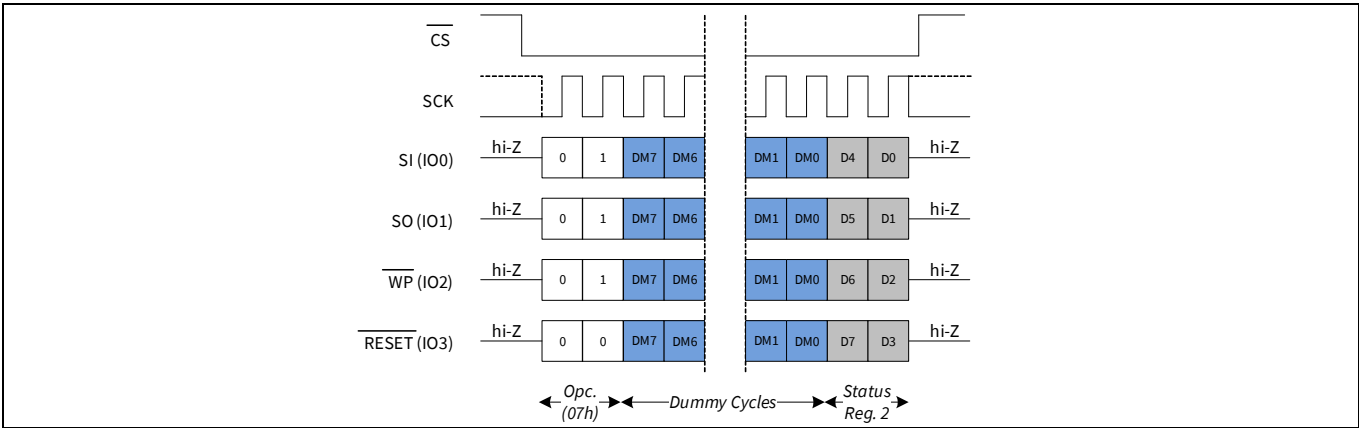 CS
SCK
SI (IO0) hi-Z 0 1 DM7 DM6 DM1 DM0 D4 D0 hi-Z
SO (IO1) hi-Z 0 1 DM7 DM6 DM1 DM0 D5 D1 hi-Z
WP (IO2) hi-Z 0 1 DM7 DM6 DM1 DM0 D6 D2 hi-Z
RESET (IO3) hi-Z 0 0 DM7 DM6 DM1 DM0 D7 D3 hi-Z
Opc. Status
(07h) Dummy Cycles Reg. 2